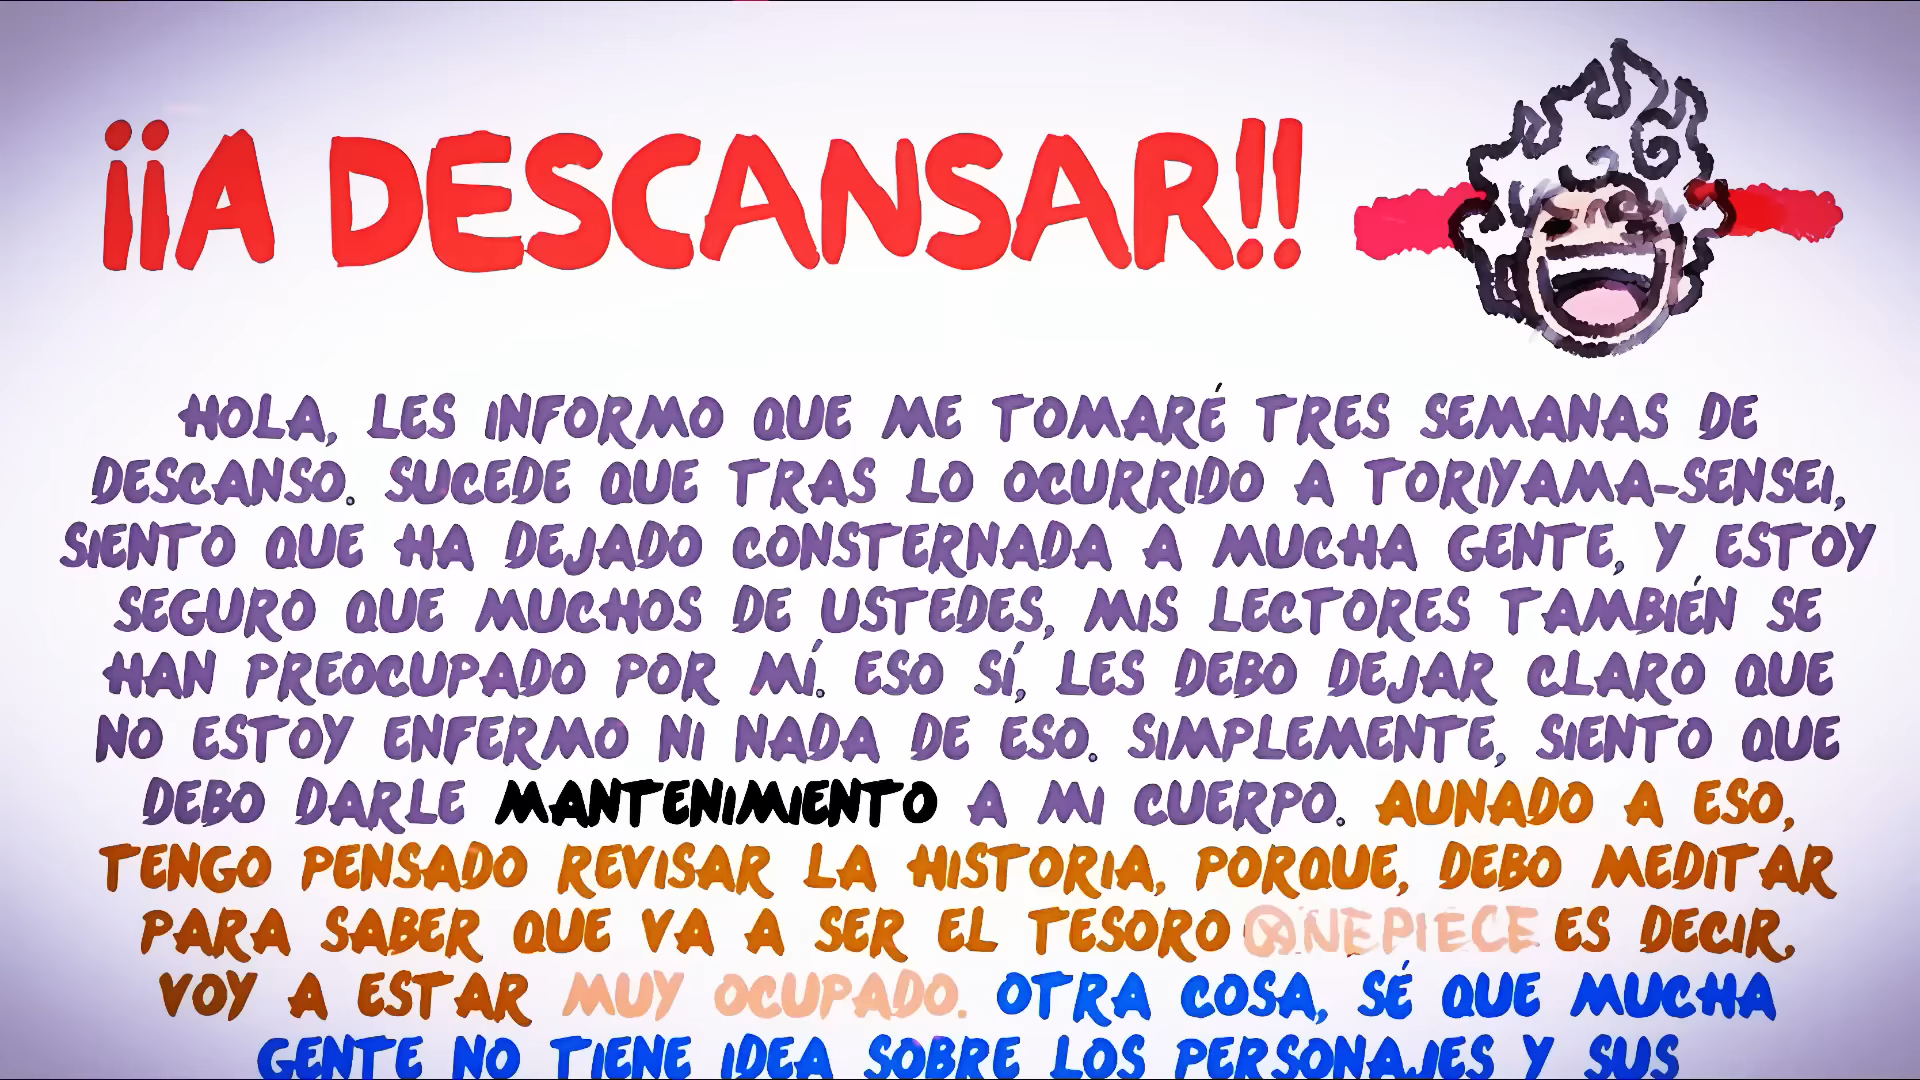 ¡¡A DESCANSAR!!
HOLA, LES INFORMO QUE ME TOMARÉ TRES SEMANAS DE
DESCANSO. SUCEDE QUE TRAS LO OCURRIDO A TORIYAMA-SENSEI,
SIENTO QUE HA DEJADO CONSTERNADA A MUCHA GENTE, Y ESTOY
SEGURO QUE MUCHOS DE USTEDES, MIS LECTORES TAMBIÉN SE
HAN PREOCUPADO POR MÍ. ESO SÍ, LES DEBO DEJAR CLARO QUE
NO ESTOY ENFERMO NI NADA DE ESO. SIMPLEMENTE, SIENTO QUE
DEBO DARLE MANTENIMIENTO A MI CUERPO. AUNADO A ESO,
TENGO PENSADO REVISAR LA HISTORIA, PORQUE, DEBO MEDITAR
PARA SABER QUE VA A SER EL TESORO ONEPIECE ES DECIR,
VOY A ESTAR MUY OCUPADO. OTRA COSA, SÉ QUE MUCHA
GENTE NO TIENE IDEA SOBRE LOS PERSONAJES Y SUS